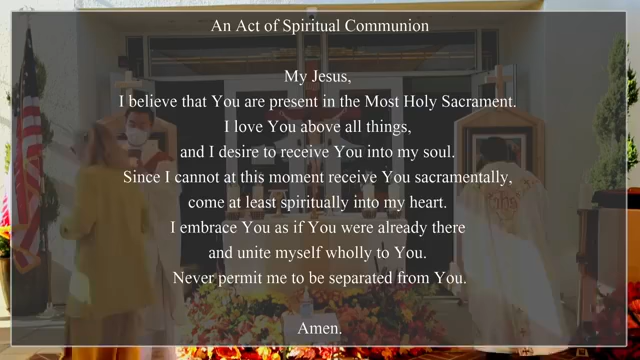 An Act of Spiritual Communion
My Jesus,
I believe that You are present in the Most Holy Sacrament.
I love You above all things,
and I desire to receive You into my soul.
Since I cannot at this moment receive You sacramentally,
come at least spiritually into my heart.
I embrace You as if You were already there
and unite myself wholly to You.
Never permit me to be separated from You.
Amen.